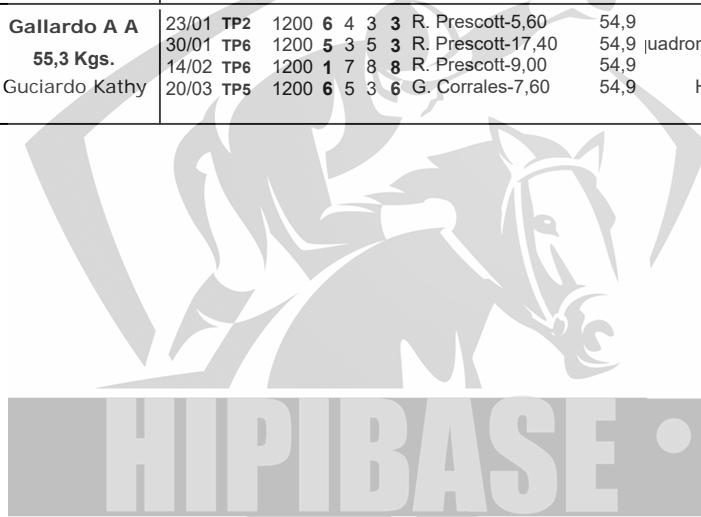 Gallardo A A
55,3 Kgs.
Guciardo Kathy
23/01 TP2 1200 6 4 3 3 R. Prescott-5,60 54,9
30/01 TP6 1200 5 3 5 3 R. Prescott-17,40 54,9
14/02 TP6 1200 1 7 8 8 R. Prescott-9,00 54,9
20/03 TP5 1200 6 5 3 6 G. Corrales-7,60 54,9 H
HIPIBASE